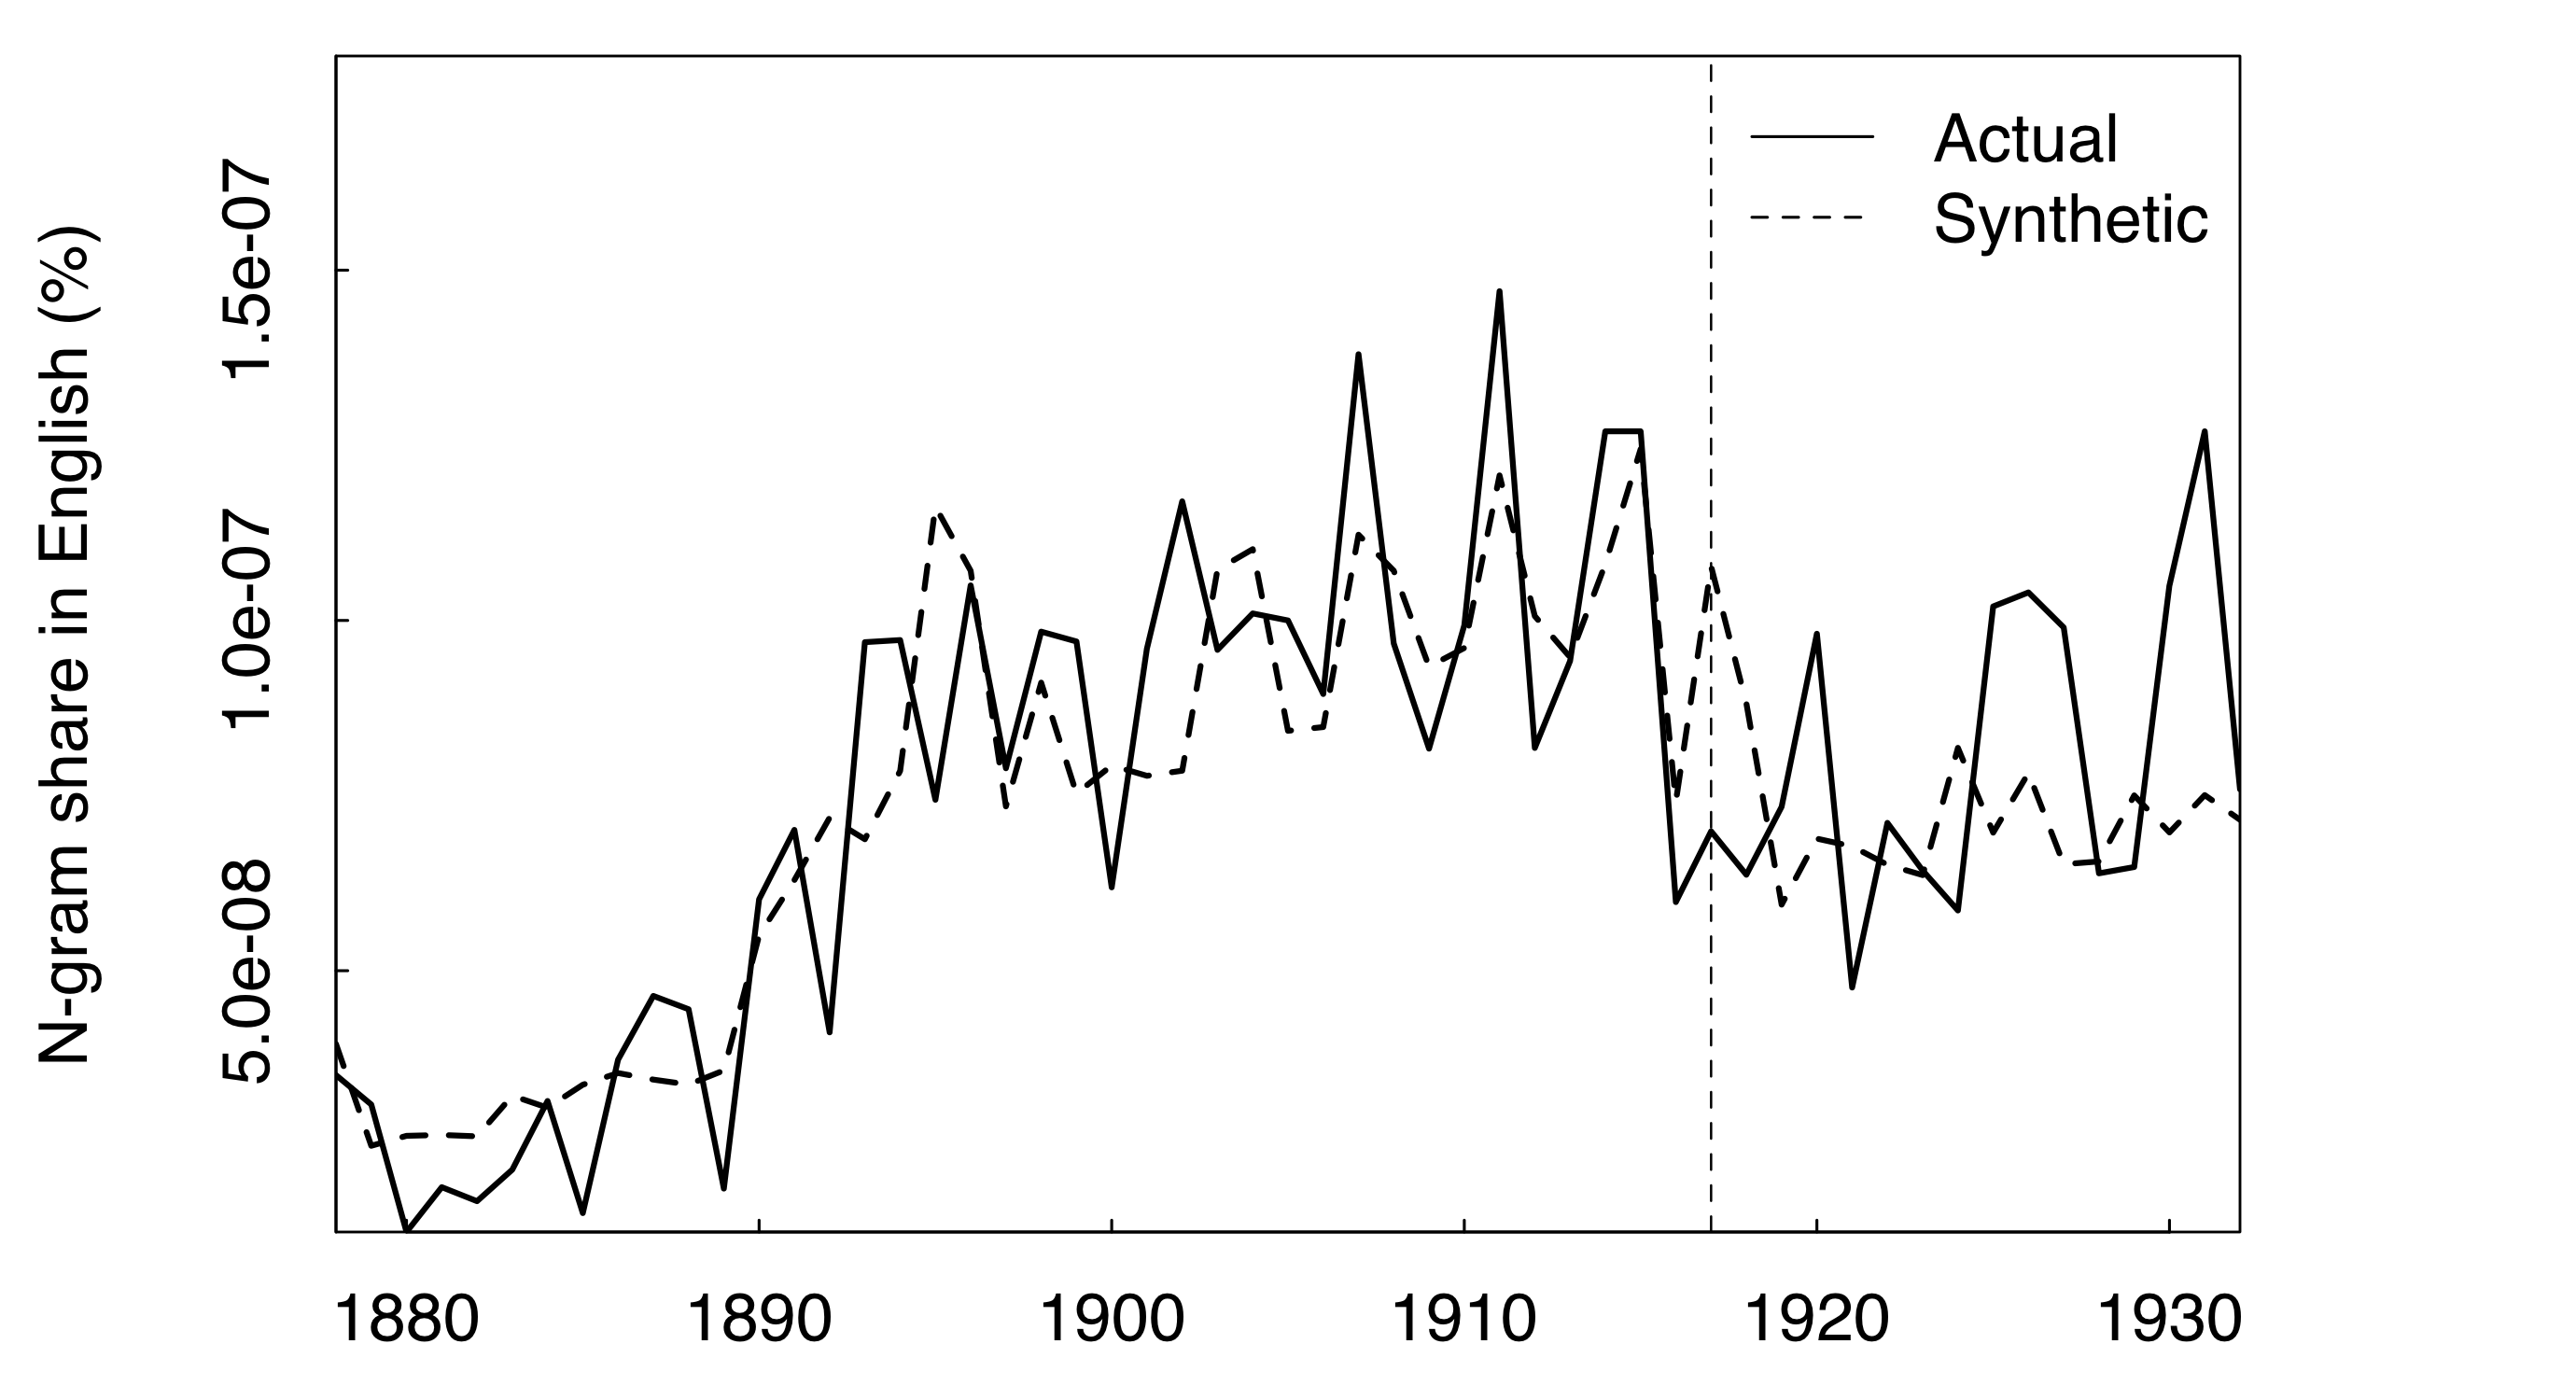 N-gram share in English (%)
1.5e-07
1.0e-07
5.0e-08
Actual
Synthetic
1880 1890 1900 1910 1920 1930